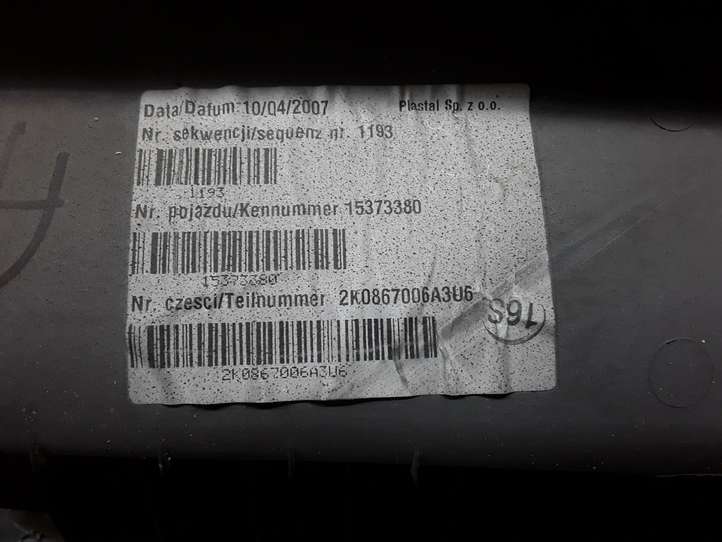 Data/Datum: 10/04/2007 Plastal Sp. z o.o.
Nr. sekwencji/sequenz nr. 1193
1193
Nr. pojazdu/Kennummer 15373380
15373380
Nr. czesci/Teilnummer 2K0867006A3U6
2K0867006A3U6
16S